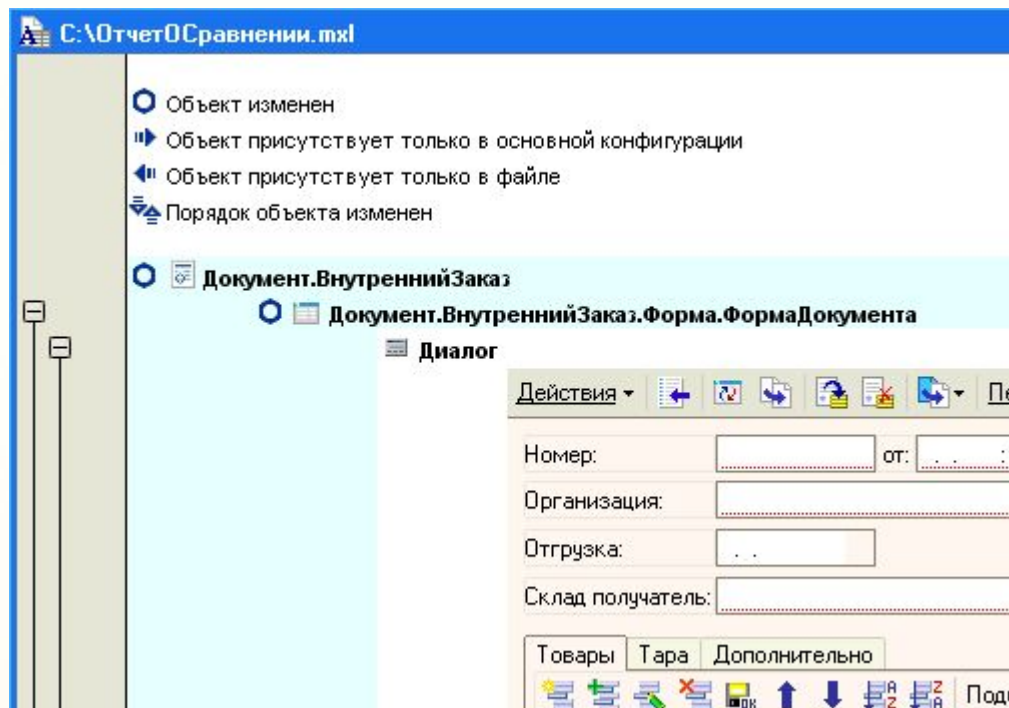 C:\ОтчетОСравнении.mxl
Объект изменен
Объект присутствует только в основной конфигурации
Объект присутствует только в файле
Порядок объекта изменен
Документ.ВнутреннийЗаказ
Документ.ВнутреннийЗаказ.Форма.ФормаДокумента
Диалог
Действия
Номер: от: . . :
Организация:
Отгрузка: . .
Склад получатель:
Товары Тара Дополнительно